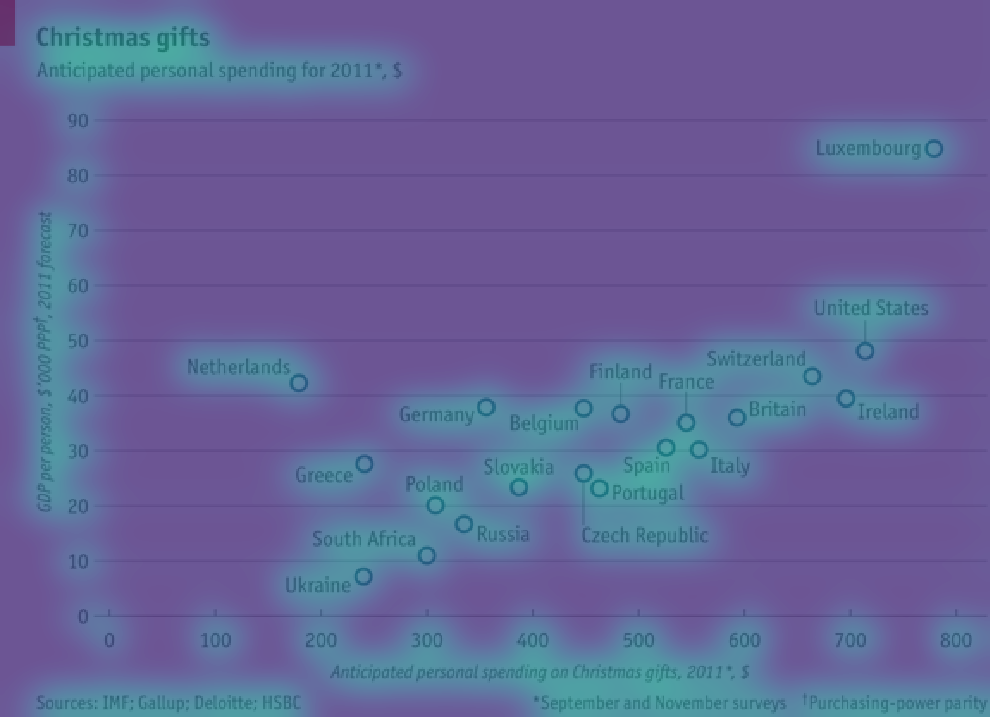 Christmas gifts
Anticipated personal spending for 2011*, $
90
Luxembourg
80
70
60
United States
50
Switzerland
Netherlands
Finland
France
40
Germany
Belgium
Britain
Ireland
30
Greece
Slovakia
Spain
Italy
Poland
Portugal
20
South Africa
Russia
Czech Republic
10
Ukraine
0
GDP per person, $'000 PPP†, 2011 forecast
0 100 200 300 400 500 600 700 800
Anticipated personal spending on Christmas gifts, 2011*, $
Sources: IMF; Gallup; Deloitte; HSBC
*September and November surveys †Purchasing-power parity